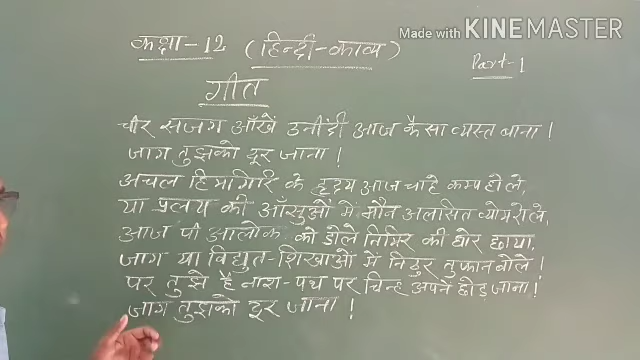 Made with KINEMASTER
कक्षा-12 (हिन्दी-काव्य)
Part-1
गीत
चीर सजग आँखें उनींदी आज कैसा व्यस्त बाना!
जाग तुझको दूर जाना!
अचल हिमगिरि के हृदय आज चाहे कम्प हो ले,
या प्रलय की आँसुओं में मौन अलसित व्योम रो ले,
आज पी आलोक को डोले तिमिर की घोर छाया,
जाग या विद्युत-शिखाओं में निठुर तूफान बोले!
पर तुझे है नाश-पथ पर चिन्ह अपने छोड़ जाना!
जाग तुझको दूर जाना!